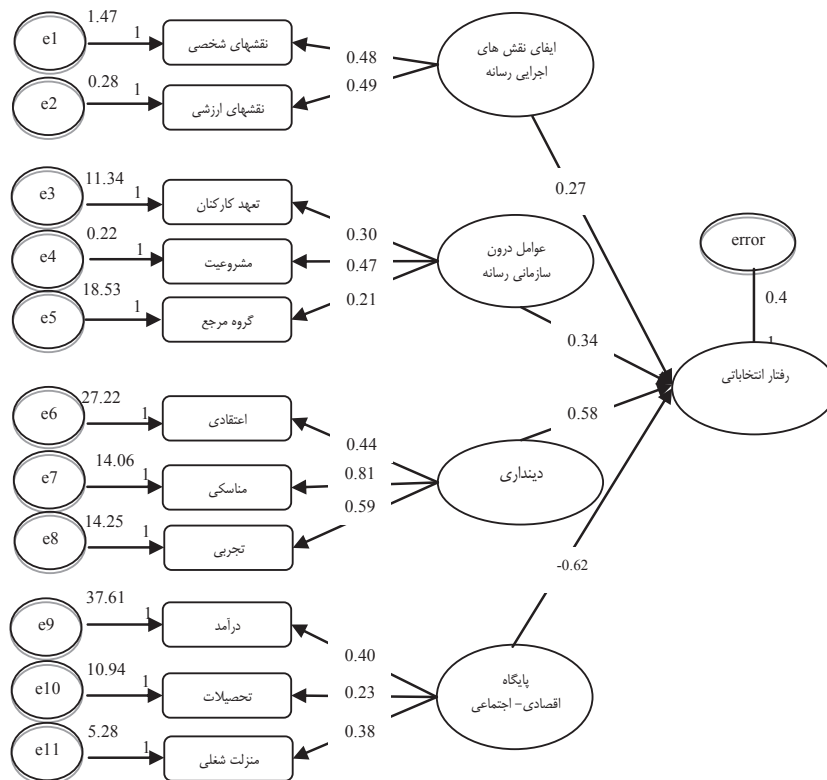 1.47
e1
1
نقشهای شخصی
0.48
ایفای نقش های
اجرایی رسانه
0.28
e2
1
نقشهای ارزشی
0.49
0.27
11.34
e3
1
تعهد کارکنان
0.30
عوامل درون
سازمانی رسانه
error
0.22
e4
1
مشروعیت
0.47
18.53
e5
1
گروه مرجع
0.21
0.4
0.34
1
رفتار انتخاباتی
27.22
e6
1
اعتقادی
0.44
0.58
14.06
e7
1
مناسکی
0.81
دینداری
14.25
e8
1
تجربی
0.59
-0.62
37.61
e9
1
درآمد
0.40
پایگاه
اقتصادی- اجتماعی
10.94
e10
1
تحصیلات
0.23
5.28
e11
1
منزلت شغلی
0.38